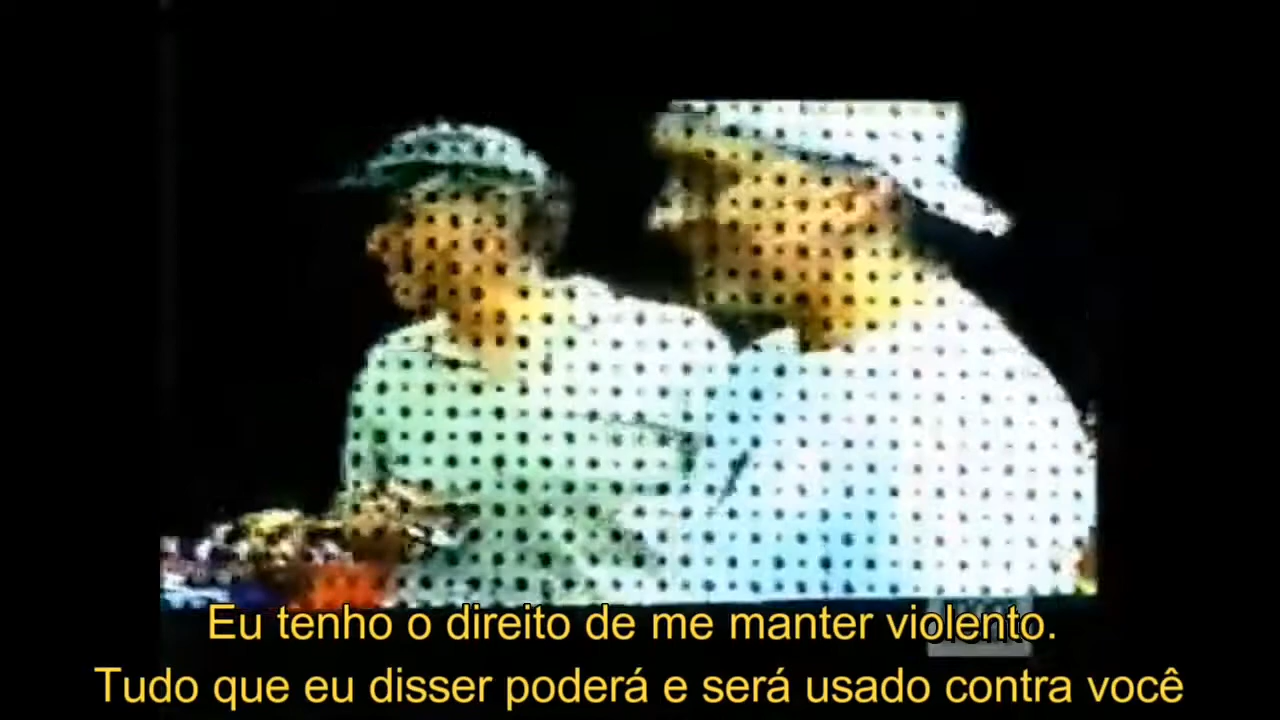 Eu tenho o direito de me manter violento.
Tudo que eu disser poderá e será usado contra você